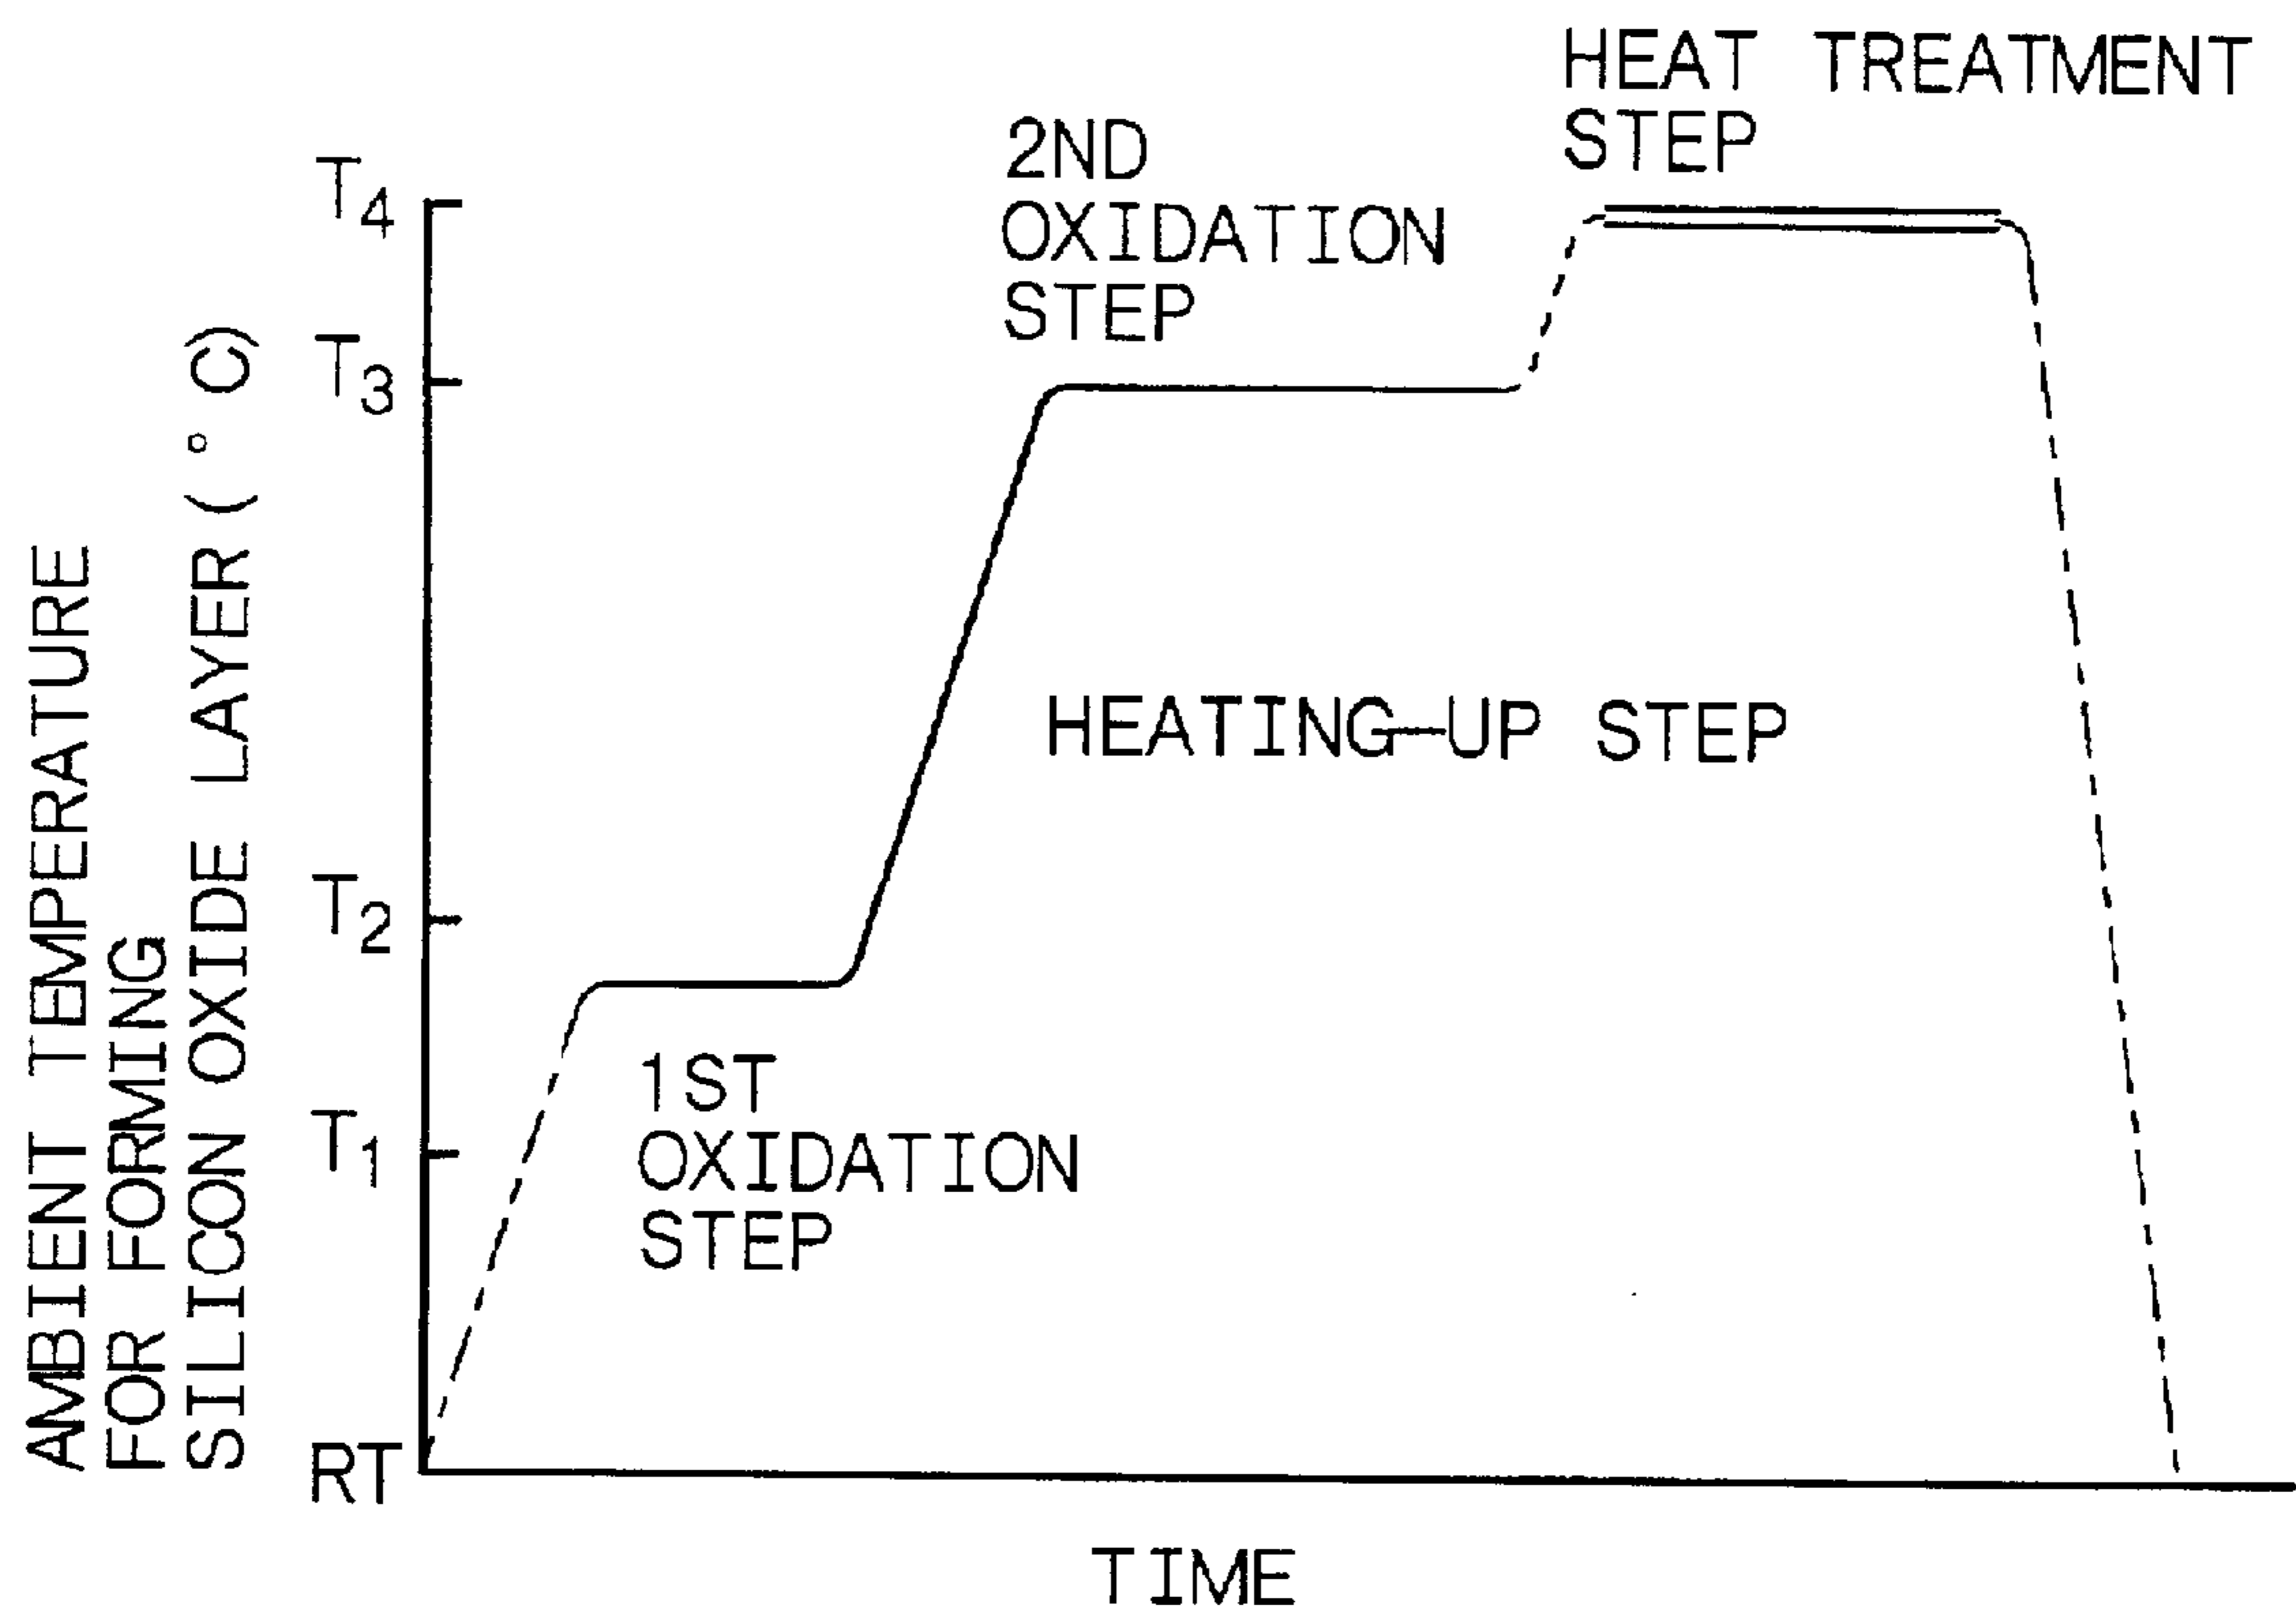 HEAT TREATMENT
STEP
2ND
OXIDATION
STEP
T4
T3
HEATING-UP STEP
T2
T1
1ST
OXIDATION
STEP
RT
AMBIENT TEMPERATURE
FOR FORMING
SILICON OXIDE LAYER (°C)
TIME